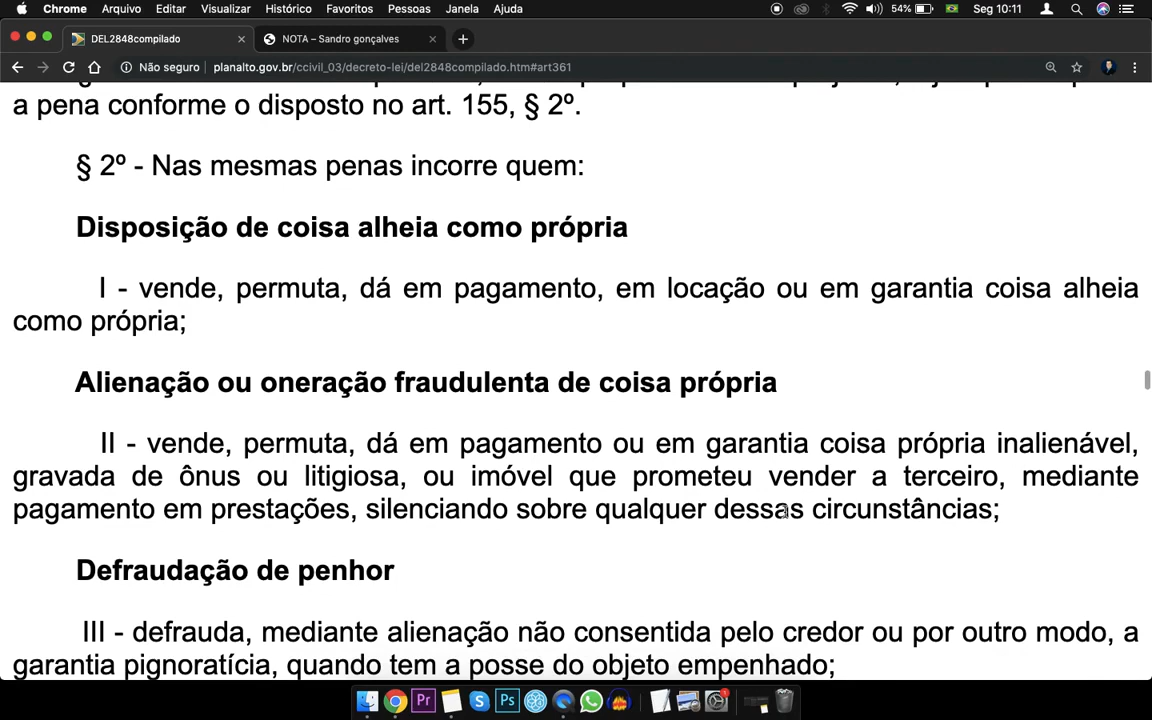 Chrome Arquivo Editar Visualizar Histórico Favoritos Pessoas Janela Ajuda 54% Seg 10:11
DEL2848compilado NOTA – Sandro gonçalves
Não seguro planalto.gov.br/ccivil_03/decreto-lei/del2848compilado.htm#art361
a pena conforme o disposto no art. 155, § 2º.
§ 2º - Nas mesmas penas incorre quem:
Disposição de coisa alheia como própria
I - vende, permuta, dá em pagamento, em locação ou em garantia coisa alheia
como própria;
Alienação ou oneração fraudulenta de coisa própria
II - vende, permuta, dá em pagamento ou em garantia coisa própria inalienável,
gravada de ônus ou litigiosa, ou imóvel que prometeu vender a terceiro, mediante
pagamento em prestações, silenciando sobre qualquer dessas circunstâncias;
Defraudação de penhor
III - defrauda, mediante alienação não consentida pelo credor ou por outro modo, a
garantia pignoratícia, quando tem a posse do objeto empenhado;
Pr Ps